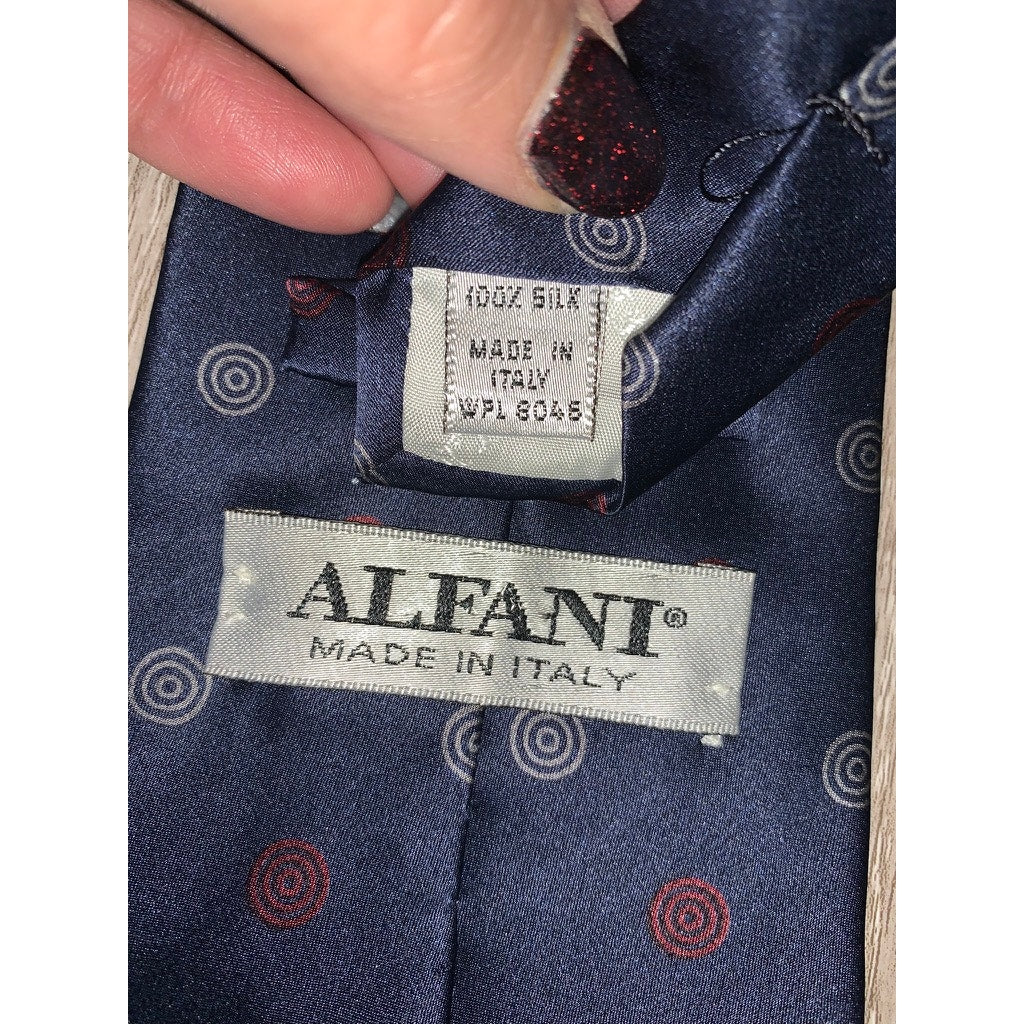 100% SILK
MADE IN
ITALY
WPL 8046
ALFANI®
MADE IN ITALY